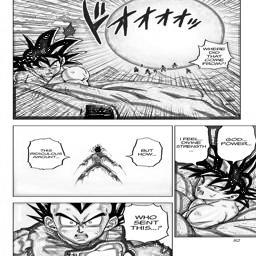 ドオオオオッ
WHERE
DID THAT
COME
FROM?!
GOD...
POWER...
I FEEL
DIVINE
STRENGTH...
BUT
HOW...
THIS
RIDICULOUS
AMOUNT...
WHO
SENT
THIS...?